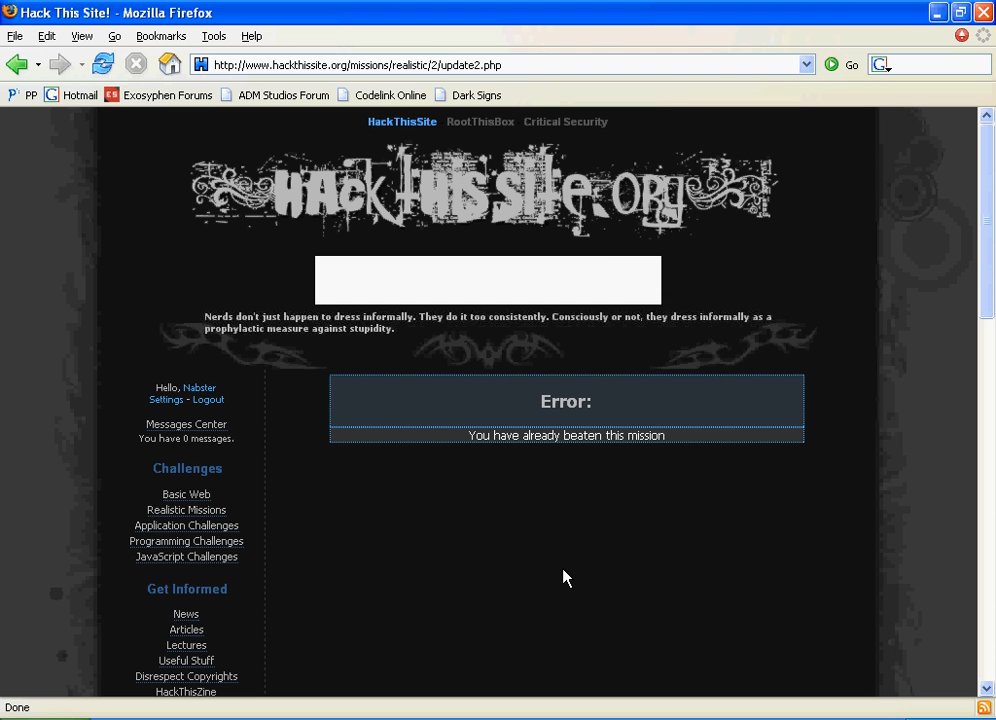 Hack This Site! - Mozilla Firefox
File Edit View Go Bookmarks Tools Help
http://www.hackthissite.org/missions/realistic/2/update2.php Go
PP Hotmail Exosyphen Forums ADM Studios Forum Codelink Online Dark Signs
HackThisSite RootThisBox Critical Security
HAck tHIS SitE.ORG
Nerds don't just happen to dress informally. They do it too consistently. Consciously or not, they dress informally as a
prophylactic measure against stupidity.
Hello, Nabster
Settings - Logout
Messages Center
You have 0 messages.
Error:
You have already beaten this mission
Challenges
Basic Web
Realistic Missions
Application Challenges
Programming Challenges
JavaScript Challenges
Get Informed
News
Articles
Lectures
Useful Stuff
Disrespect Copyrights
HackThisZine
Done